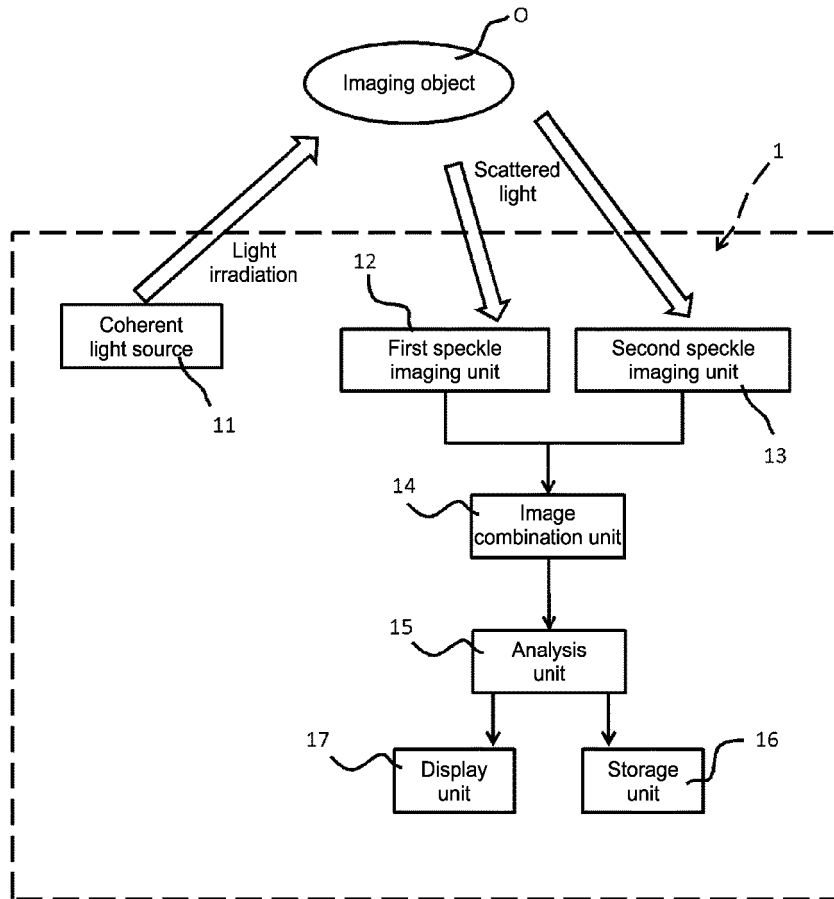 O
Imaging object
1
Scattered
light
Light
irradiation
12
Coherent
light source
First speckle
imaging unit
Second speckle
imaging unit
11
13
14
Image
combination unit
15
Analysis
unit
17
Display
unit
Storage
unit
16